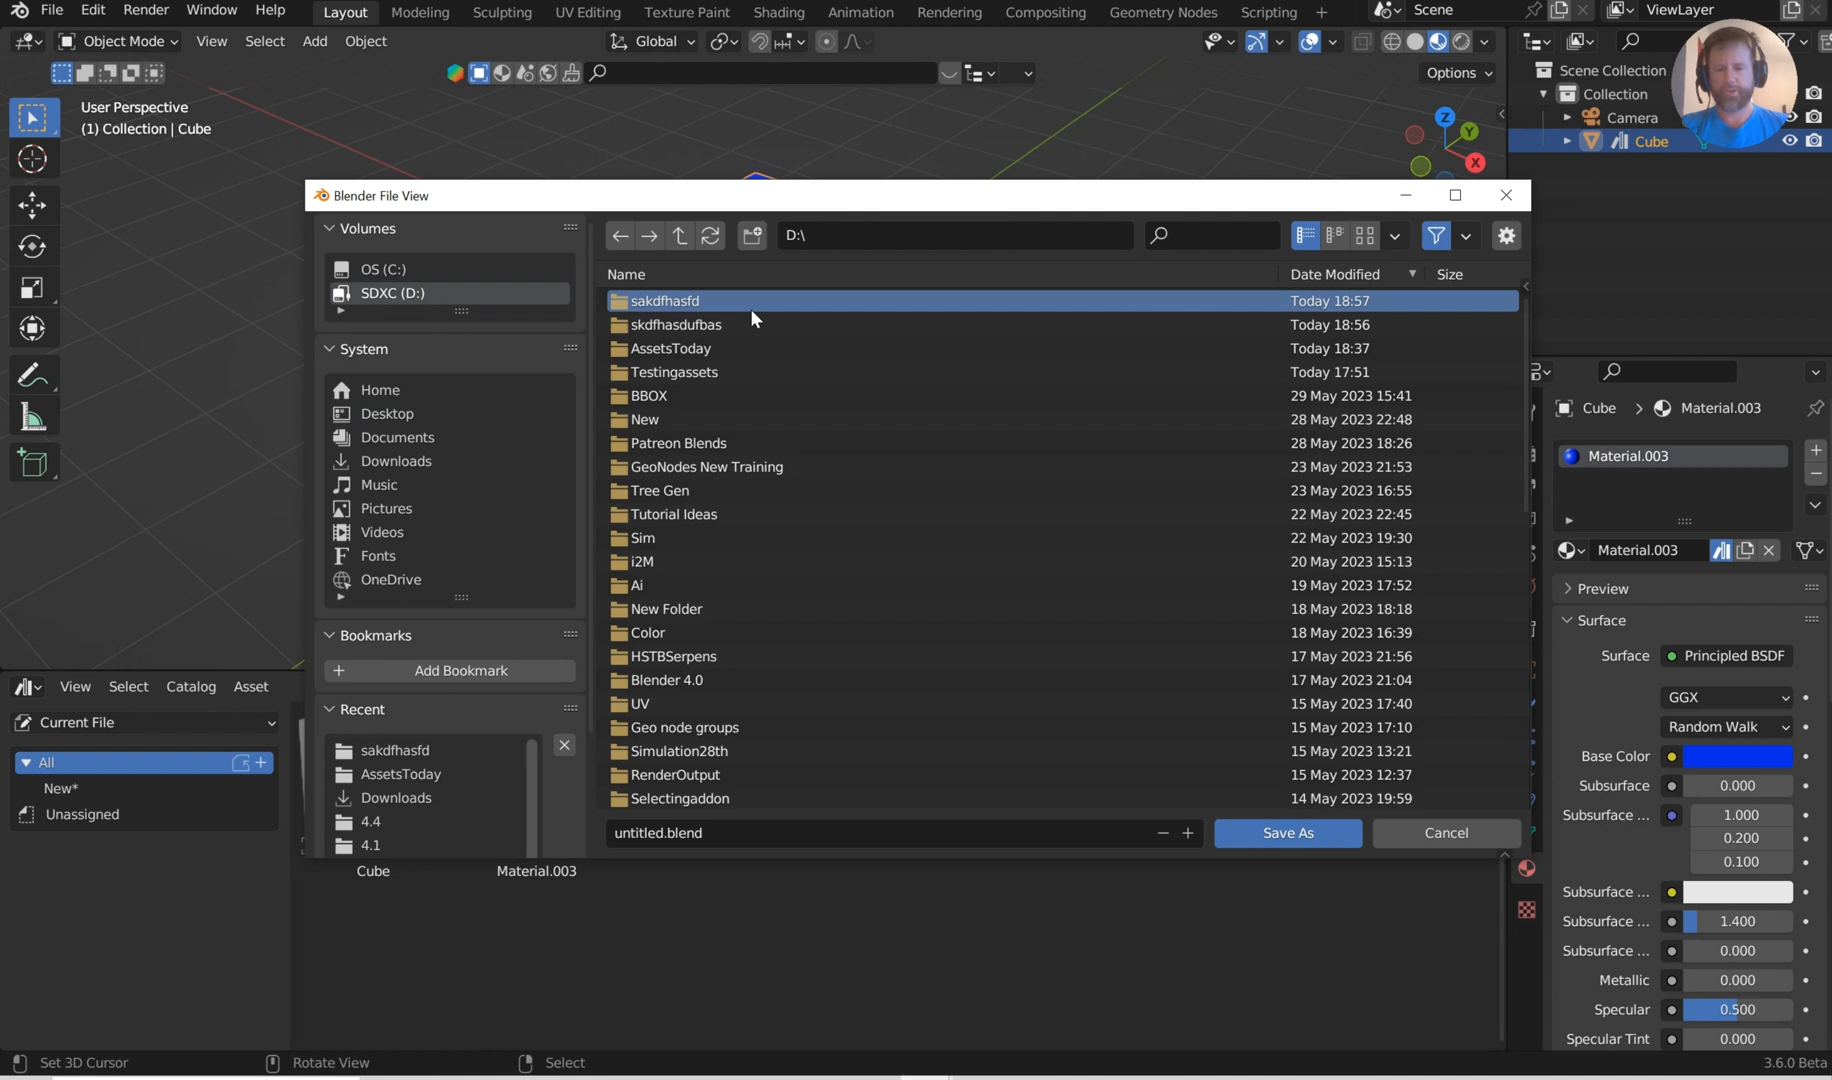 File Edit Render Window Help Layout Modeling Sculpting UV Editing Texture Paint Shading Animation Rendering Compositing Geometry Nodes Scripting + Scene ViewLayer
Object Mode View Select Add Object Global
Options
User Perspective
(1) Collection | Cube
Z
Y
X
Scene Collection
Collection
Camera
Cube
Blender File View
Volumes
OS (C:)
SDXC (D:)
System
Home
Desktop
Documents
Downloads
Music
Pictures
Videos
Fonts
OneDrive
Bookmarks
Add Bookmark
Recent
sakdfhasfd
AssetsToday
Downloads
4.4
4.1
D:\
Name Date Modified Size
sakdfhasfd Today 18:57
skdfhasdufbas Today 18:56
AssetsToday Today 18:37
Testingassets Today 17:51
BBOX 29 May 2023 15:41
New 28 May 2023 22:48
Patreon Blends 28 May 2023 18:26
GeoNodes New Training 23 May 2023 21:53
Tree Gen 23 May 2023 16:55
Tutorial Ideas 22 May 2023 22:45
Sim 22 May 2023 19:30
i2M 20 May 2023 15:13
Ai 19 May 2023 17:52
New Folder 18 May 2023 18:18
Color 18 May 2023 16:39
HSTBSerpens 17 May 2023 21:56
Blender 4.0 17 May 2023 21:04
UV 15 May 2023 17:40
Geo node groups 15 May 2023 17:10
Simulation28th 15 May 2023 13:21
RenderOutput 15 May 2023 12:37
Selectingaddon 14 May 2023 19:59
untitled.blend Save As Cancel
Cube > Material.003
Material.003
Material.003
Preview
Surface
Surface Principled BSDF
GGX
Random Walk
Base Color
Subsurface 0.000
Subsurface ... 1.000
0.200
0.100
Subsurface ...
Subsurface ... 1.400
Subsurface ... 0.000
Metallic 0.000
Specular 0.500
Specular Tint 0.000
View Select Catalog Asset
Current File
All
New*
Unassigned
Cube Material.003
Set 3D Cursor Rotate View Select 3.6.0 Beta